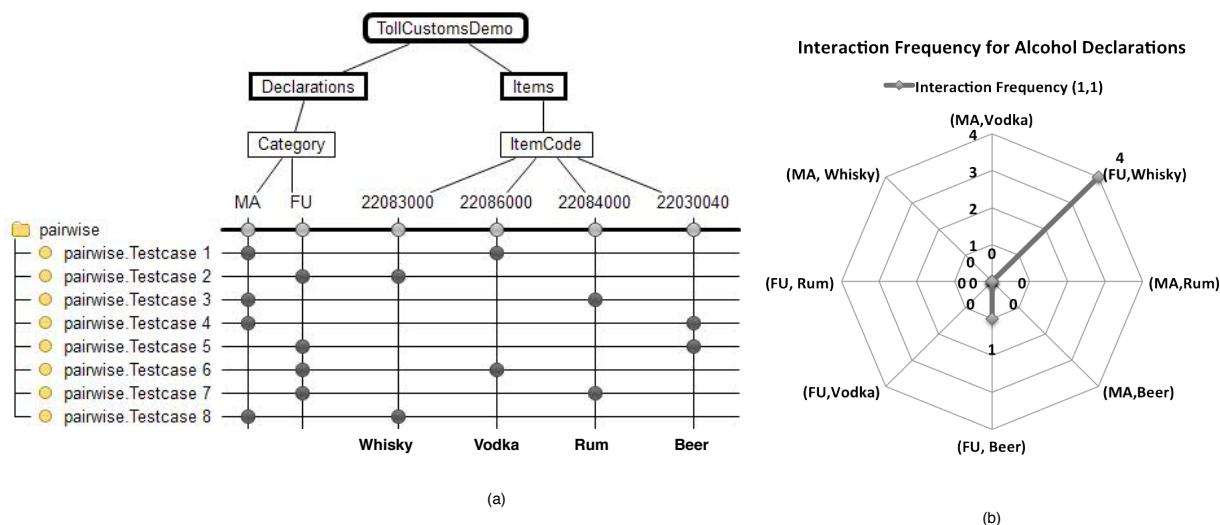 TollCustomsDemo
Declarations
Items
Category
ItemCode
MA FU 22083000 22086000 22084000 22030040
pairwise
pairwise.Testcase 1
pairwise.Testcase 2
pairwise.Testcase 3
pairwise.Testcase 4
pairwise.Testcase 5
pairwise.Testcase 6
pairwise.Testcase 7
pairwise.Testcase 8
Whisky Vodka Rum Beer
(a)
Interaction Frequency for Alcohol Declarations
Interaction Frequency (1,1)
(MA,Vodka)
4
4
(MA, Whisky)
(FU,Whisky)
3
2
1
0
0
(FU, Rum)
0 0
0
(MA,Rum)
0
0
1
(FU,Vodka)
(MA,Beer)
(FU, Beer)
(b)